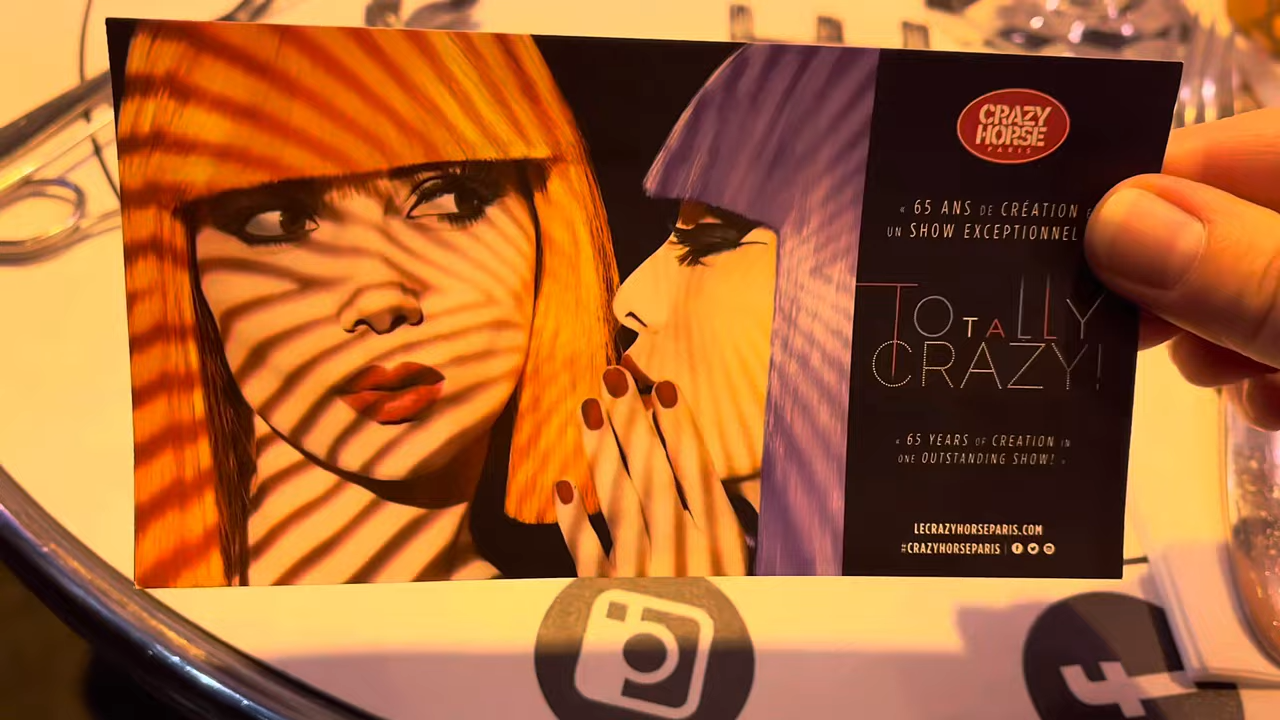 CRAZY
HORSE
PARIS
« 65 ANS DE CRÉATION
UN SHOW EXCEPTIONNEL
TOTALLY
CRAZY!
« 65 YEARS OF CREATION IN
ONE OUTSTANDING SHOW! »
LECRAZYHORSEPARIS.COM
#CRAZYHORSEPARIS